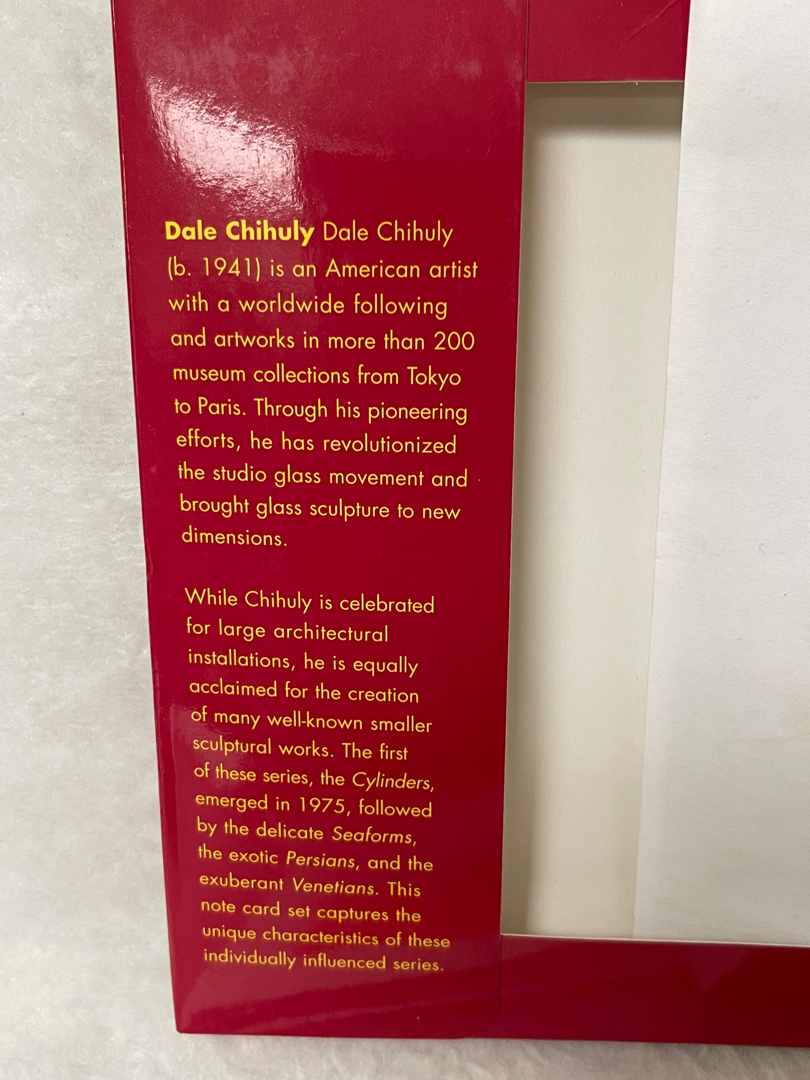 Dale Chihuly Dale Chihuly
(b. 1941) is an American artist
with a worldwide following
and artworks in more than 200
museum collections from Tokyo
to Paris. Through his pioneering
efforts, he has revolutionized
the studio glass movement and
brought glass sculpture to new
dimensions.
While Chihuly is celebrated
for large architectural
installations, he is equally
acclaimed for the creation
of many well-known smaller
sculptural works. The first
of these series, the Cylinders,
emerged in 1975, followed
by the delicate Seaforms,
the exotic Persians, and the
exuberant Venetians. This
note card set captures the
unique characteristics of these
individually influenced series.